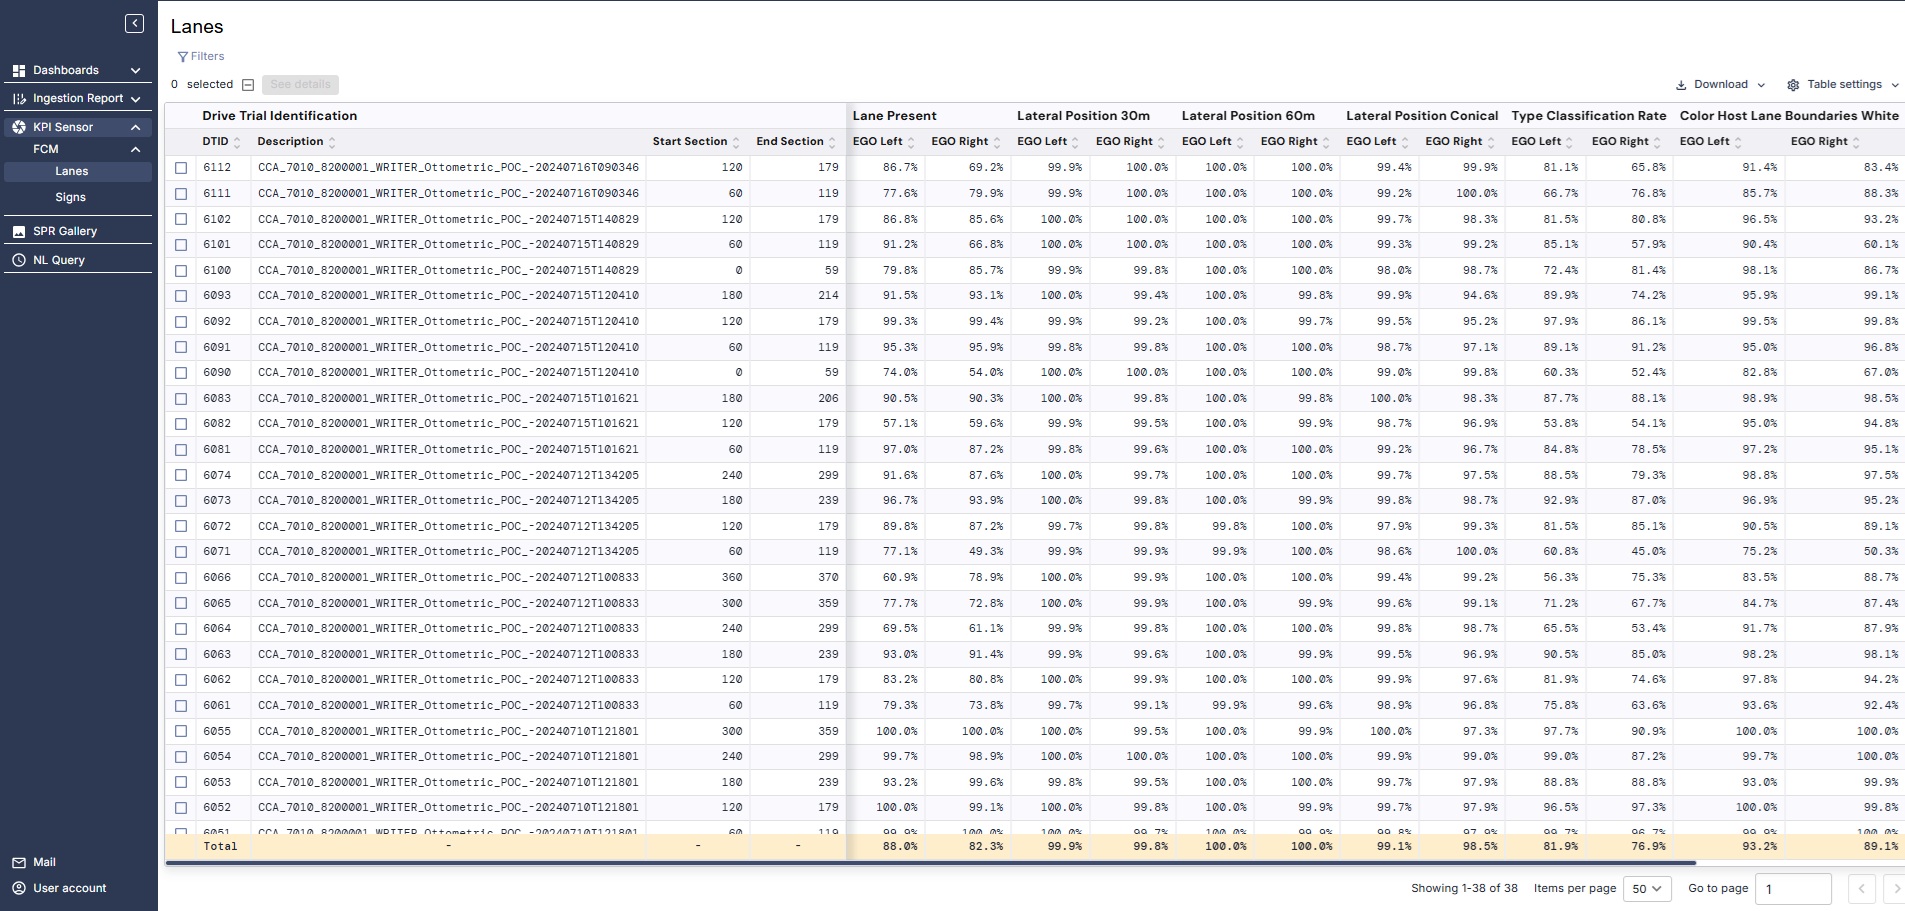 Lanes
Filters
0 selected See details Download Table settings
Dashboards
Ingestion Report
KPI Sensor
FCM
Lanes
Signs
SPR Gallery
NL Query
Mail
User account
Drive Trial Identification Lane Present Lateral Position 30m Lateral Position 60m Lateral Position Conical Type Classification Rate Color Host Lane Boundaries White
DTID Description Start Section End Section EGO Left EGO Right EGO Left EGO Right EGO Left EGO Right EGO Left EGO Right EGO Left EGO Right EGO Left EGO Right
6112 CCA_7010_8200001_WRITER_Ottometric_POC_-20240716T090346 120 179 86.7% 69.2% 99.9% 100.0% 100.0% 100.0% 99.4% 99.9% 81.1% 65.8% 91.4% 83.4%
6111 CCA_7010_8200001_WRITER_Ottometric_POC_-20240716T090346 60 119 77.6% 79.9% 99.9% 100.0% 100.0% 100.0% 99.2% 100.0% 66.7% 76.8% 85.7% 88.3%
6102 CCA_7010_8200001_WRITER_Ottometric_POC_-20240715T140829 120 179 86.8% 85.6% 100.0% 100.0% 100.0% 100.0% 99.7% 98.3% 81.5% 80.8% 96.5% 93.2%
6101 CCA_7010_8200001_WRITER_Ottometric_POC_-20240715T140829 60 119 91.2% 66.8% 100.0% 100.0% 100.0% 100.0% 99.3% 99.2% 85.1% 57.9% 90.4% 60.1%
6100 CCA_7010_8200001_WRITER_Ottometric_POC_-20240715T140829 0 59 79.8% 85.7% 99.9% 99.8% 100.0% 100.0% 98.0% 98.7% 72.4% 81.4% 98.1% 86.7%
6093 CCA_7010_8200001_WRITER_Ottometric_POC_-20240715T120410 180 214 91.5% 93.1% 100.0% 99.4% 100.0% 99.8% 99.9% 94.6% 89.9% 74.2% 95.9% 99.1%
6092 CCA_7010_8200001_WRITER_Ottometric_POC_-20240715T120410 120 179 99.3% 99.4% 99.9% 99.2% 100.0% 99.7% 99.5% 95.2% 97.9% 86.1% 99.5% 99.8%
6091 CCA_7010_8200001_WRITER_Ottometric_POC_-20240715T120410 60 119 95.3% 95.9% 99.8% 99.8% 100.0% 100.0% 98.7% 97.1% 89.1% 91.2% 95.0% 96.8%
6090 CCA_7010_8200001_WRITER_Ottometric_POC_-20240715T120410 0 59 74.0% 54.0% 100.0% 100.0% 100.0% 100.0% 99.0% 99.8% 60.3% 52.4% 82.8% 67.0%
6083 CCA_7010_8200001_WRITER_Ottometric_POC_-20240715T101621 180 206 90.5% 90.3% 100.0% 99.8% 100.0% 99.8% 100.0% 98.3% 87.7% 88.1% 98.9% 98.5%
6082 CCA_7010_8200001_WRITER_Ottometric_POC_-20240715T101621 120 179 57.1% 59.6% 99.9% 99.5% 100.0% 99.9% 98.7% 96.9% 53.8% 54.1% 95.0% 94.8%
6081 CCA_7010_8200001_WRITER_Ottometric_POC_-20240715T101621 60 119 97.0% 87.2% 99.8% 99.6% 100.0% 100.0% 99.2% 96.7% 84.8% 78.5% 97.2% 95.1%
6074 CCA_7010_8200001_WRITER_Ottometric_POC_-20240712T134205 240 299 91.6% 87.6% 100.0% 99.7% 100.0% 100.0% 99.7% 97.5% 88.5% 79.3% 98.8% 97.5%
6073 CCA_7010_8200001_WRITER_Ottometric_POC_-20240712T134205 180 239 96.7% 93.9% 100.0% 99.8% 100.0% 99.9% 99.8% 98.7% 92.9% 87.0% 96.9% 95.2%
6072 CCA_7010_8200001_WRITER_Ottometric_POC_-20240712T134205 120 179 89.8% 87.2% 99.7% 99.8% 99.8% 100.0% 97.9% 99.3% 81.5% 85.1% 90.5% 89.1%
6071 CCA_7010_8200001_WRITER_Ottometric_POC_-20240712T134205 60 119 77.1% 49.3% 99.9% 99.9% 99.9% 100.0% 98.6% 100.0% 60.8% 45.0% 75.2% 50.3%
6066 CCA_7010_8200001_WRITER_Ottometric_POC_-20240712T100833 360 370 60.9% 78.9% 100.0% 99.9% 100.0% 100.0% 99.4% 99.2% 56.3% 75.3% 83.5% 88.7%
6065 CCA_7010_8200001_WRITER_Ottometric_POC_-20240712T100833 300 359 77.7% 72.8% 100.0% 99.9% 100.0% 99.9% 99.6% 99.1% 71.2% 67.7% 84.7% 87.4%
6064 CCA_7010_8200001_WRITER_Ottometric_POC_-20240712T100833 240 299 69.5% 61.1% 99.9% 99.8% 100.0% 100.0% 99.8% 98.7% 65.5% 53.4% 91.7% 87.9%
6063 CCA_7010_8200001_WRITER_Ottometric_POC_-20240712T100833 180 239 93.0% 91.4% 99.9% 99.6% 100.0% 99.9% 99.5% 96.9% 90.5% 85.0% 98.2% 98.1%
6062 CCA_7010_8200001_WRITER_Ottometric_POC_-20240712T100833 120 179 83.2% 80.8% 100.0% 99.9% 100.0% 100.0% 99.9% 97.6% 81.9% 74.6% 97.8% 94.2%
6061 CCA_7010_8200001_WRITER_Ottometric_POC_-20240712T100833 60 119 79.3% 73.8% 99.7% 99.1% 99.9% 99.6% 98.9% 96.8% 75.8% 63.6% 93.6% 92.4%
6055 CCA_7010_8200001_WRITER_Ottometric_POC_-20240710T121801 300 359 100.0% 100.0% 100.0% 99.5% 100.0% 99.9% 100.0% 97.3% 97.7% 90.9% 100.0% 100.0%
6054 CCA_7010_8200001_WRITER_Ottometric_POC_-20240710T121801 240 299 99.7% 98.9% 100.0% 100.0% 100.0% 100.0% 99.9% 99.0% 99.0% 87.2% 99.7% 100.0%
6053 CCA_7010_8200001_WRITER_Ottometric_POC_-20240710T121801 180 239 93.2% 99.6% 99.8% 99.5% 100.0% 100.0% 99.7% 97.9% 88.8% 88.8% 93.0% 99.9%
6052 CCA_7010_8200001_WRITER_Ottometric_POC_-20240710T121801 120 179 100.0% 99.1% 100.0% 99.8% 100.0% 99.9% 99.7% 97.9% 96.5% 97.3% 100.0% 99.8%
6051 CCA_7010_8200001_WRITER_Ottometric_POC_-20240710T121801 60 119 99.9% 100.0% 100.0% 99.7% 100.0% 99.9% 99.8% 97.9% 99.7% 96.7% 99.9% 100.0%
Total - - - 88.0% 82.3% 99.9% 99.8% 100.0% 100.0% 99.1% 98.5% 81.9% 76.9% 93.2% 89.1%
Showing 1-38 of 38 Items per page 50 Go to page 1